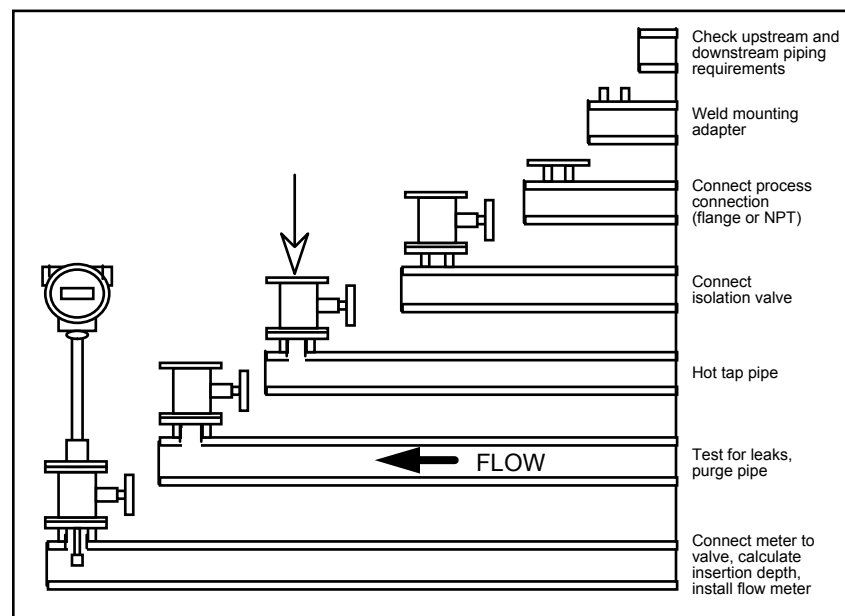 Check upstream and
downstream piping
requirements
Weld mounting
adapter
Connect process
connection
(flange or NPT)
Connect
isolation valve
Hot tap pipe
Test for leaks,
purge pipe
FLOW
Connect meter to
valve, calculate
insertion depth,
install flow meter